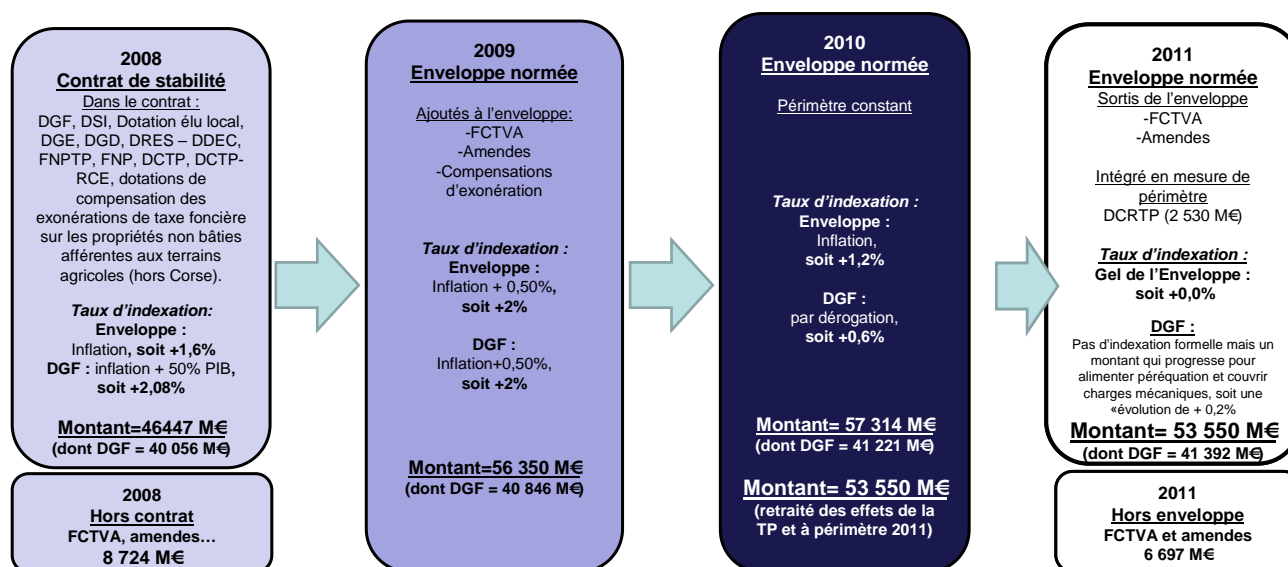 2008
Contrat de stabilité
Dans le contrat :
DGF, DSI, Dotation élu local,
DGE, DGD, DRES – DDEC,
FNPTP, FNP, DCTP, DCTP-
RCE, dotations de
compensation des
exonérations de taxe foncière
sur les propriétés non bâties
afférentes aux terrains
agricoles (hors Corse).
Taux d'indexation:
Enveloppe :
Inflation, soit +1,6%
DGF : inflation + 50% PIB,
soit +2,08%
Montant=46447 M€
(dont DGF = 40 056 M€)
2008
Hors contrat
FCTVA, amendes…
8 724 M€
2009
Enveloppe normée
Ajoutés à l'enveloppe:
-FCTVA
-Amendes
-Compensations
d'exonération
Taux d'indexation :
Enveloppe :
Inflation + 0,50%,
soit +2%
DGF :
Inflation+0,50%,
soit +2%
Montant=56 350 M€
(dont DGF = 40 846 M€)
2010
Enveloppe normée
Périmètre constant
Taux d'indexation :
Enveloppe :
Inflation,
soit +1,2%
DGF :
par dérogation,
soit +0,6%
Montant= 57 314 M€
(dont DGF = 41 221 M€)
Montant= 53 550 M€
(retraité des effets de la
TP et à périmètre 2011)
2011
Enveloppe normée
Sortis de l'enveloppe
-FCTVA
-Amendes
Intégré en mesure de
périmètre
DCRTP (2 530 M€)
Taux d'indexation :
Gel de l'Enveloppe :
soit +0,0%
DGF :
Pas d'indexation formelle mais un
montant qui progresse pour
alimenter péréquation et couvrir
charges mécaniques, soit une
«évolution de + 0,2%
Montant= 53 550 M€
(dont DGF = 41 392 M€)
2011
Hors enveloppe
FCTVA et amendes
6 697 M€